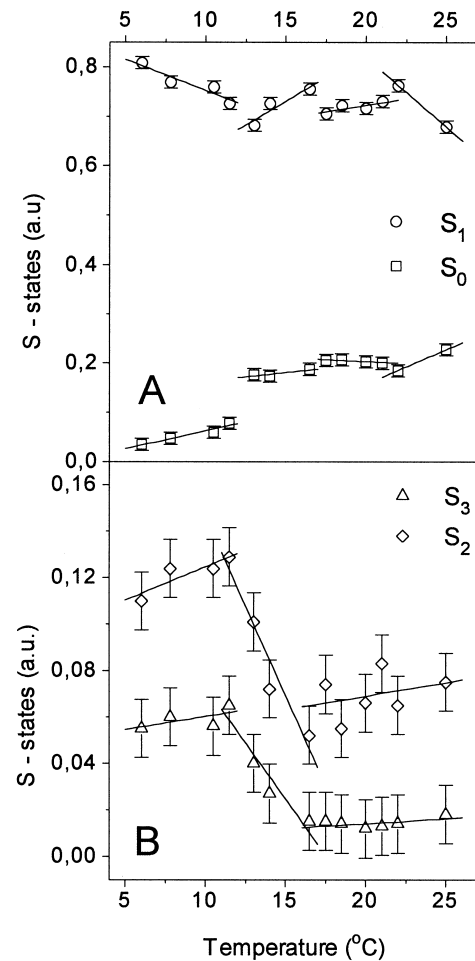 5 10 15 20 25
0,8
0,6
0,4
0,2
0,0
S - states (a.u)
S1
S0
A
0,16
0,12
0,08
0,04
0,00
S - states (a.u.)
S3
S2
B
5 10 15 20 25
Temperature (°C)